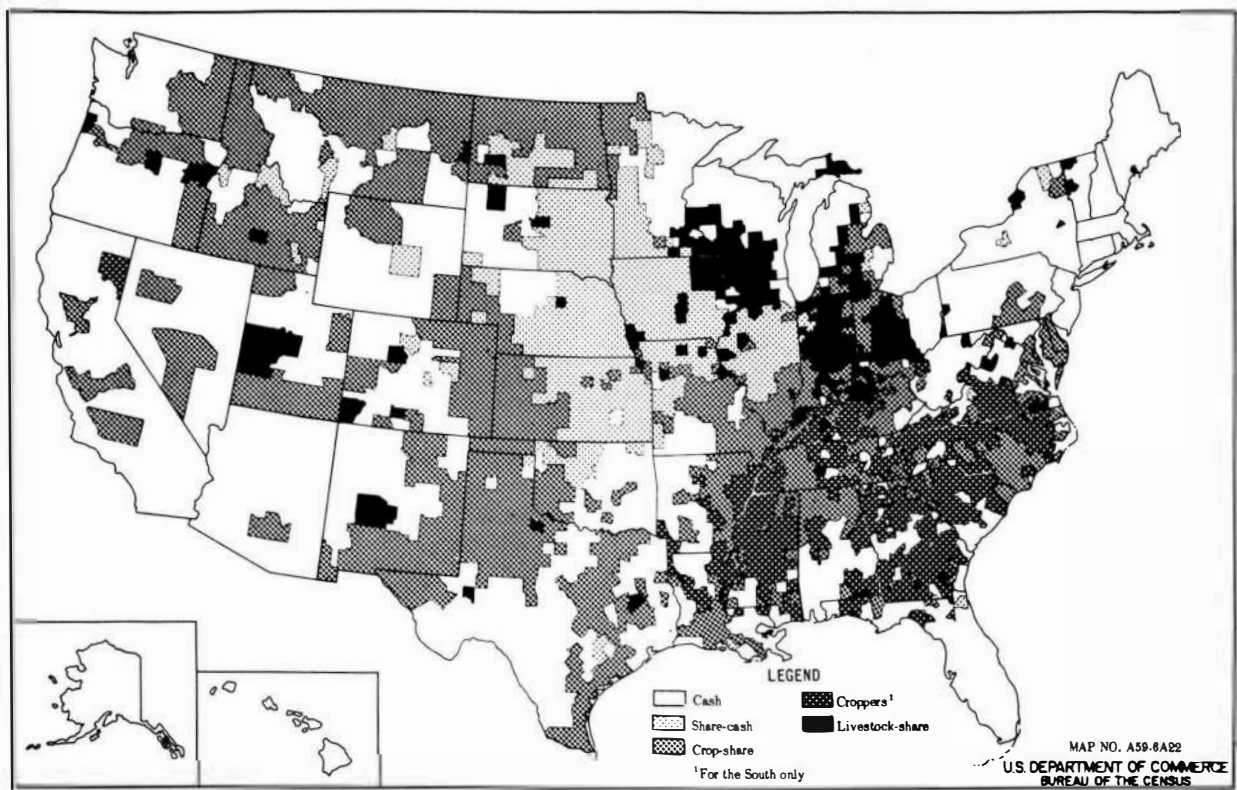 LEGEND
Cash
Share-cash
Crop-share
Croppers¹
Livestock-share
¹For the South only
MAP NO. A59-6A22
U.S. DEPARTMENT OF COMMERCE
BUREAU OF THE CENSUS